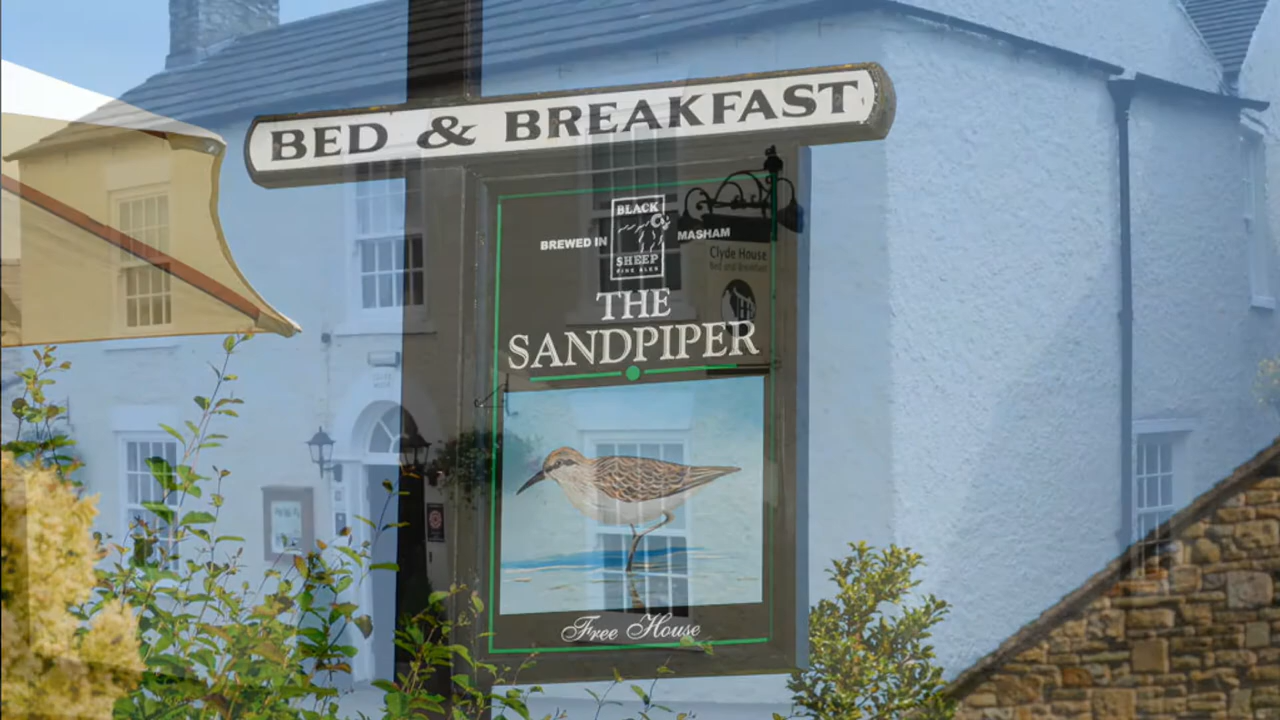 BED & BREAKFAST
BLACK
BREWED IN
MASHAM
SHEEP
FINE ALES
Clyde House
Bed and Breakfast
THE
SANDPIPER
Free House